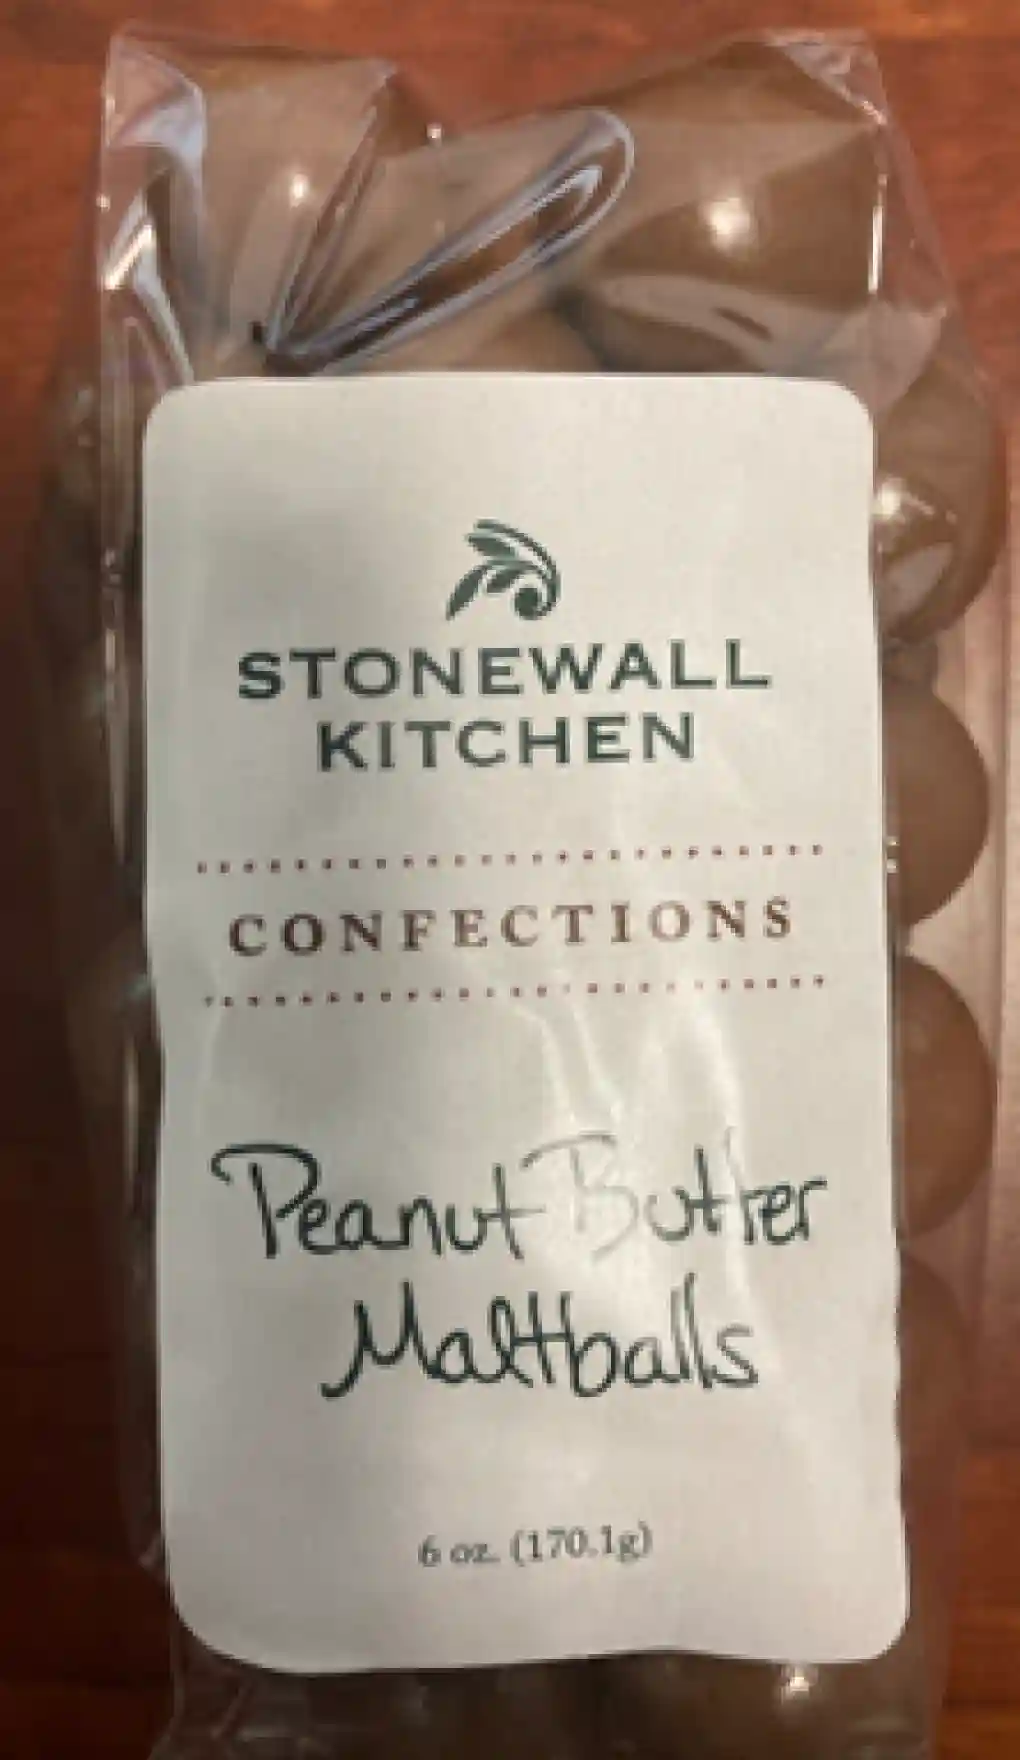 STONEWALL
KITCHEN
CONFECTIONS
Peanut Butter
Maltballs
6 oz. (170.1g)